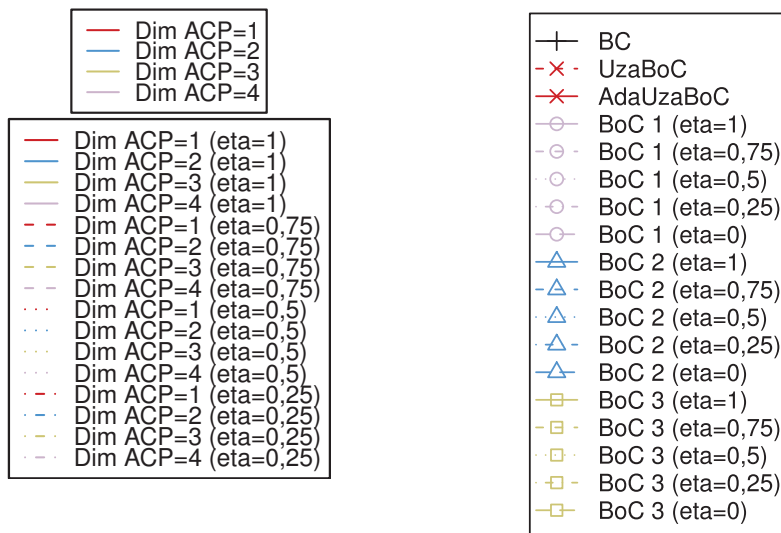 Dim ACP=1
Dim ACP=2
Dim ACP=3
Dim ACP=4
Dim ACP=1 (eta=1)
Dim ACP=2 (eta=1)
Dim ACP=3 (eta=1)
Dim ACP=4 (eta=1)
Dim ACP=1 (eta=0,75)
Dim ACP=2 (eta=0,75)
Dim ACP=3 (eta=0,75)
Dim ACP=4 (eta=0,75)
Dim ACP=1 (eta=0,5)
Dim ACP=2 (eta=0,5)
Dim ACP=3 (eta=0,5)
Dim ACP=4 (eta=0,5)
Dim ACP=1 (eta=0,25)
Dim ACP=2 (eta=0,25)
Dim ACP=3 (eta=0,25)
Dim ACP=4 (eta=0,25)
BC
UzaBoC
AdaUzaBoC
BoC 1 (eta=1)
BoC 1 (eta=0,75)
BoC 1 (eta=0,5)
BoC 1 (eta=0,25)
BoC 1 (eta=0)
BoC 2 (eta=1)
BoC 2 (eta=0,75)
BoC 2 (eta=0,5)
BoC 2 (eta=0,25)
BoC 2 (eta=0)
BoC 3 (eta=1)
BoC 3 (eta=0,75)
BoC 3 (eta=0,5)
BoC 3 (eta=0,25)
BoC 3 (eta=0)